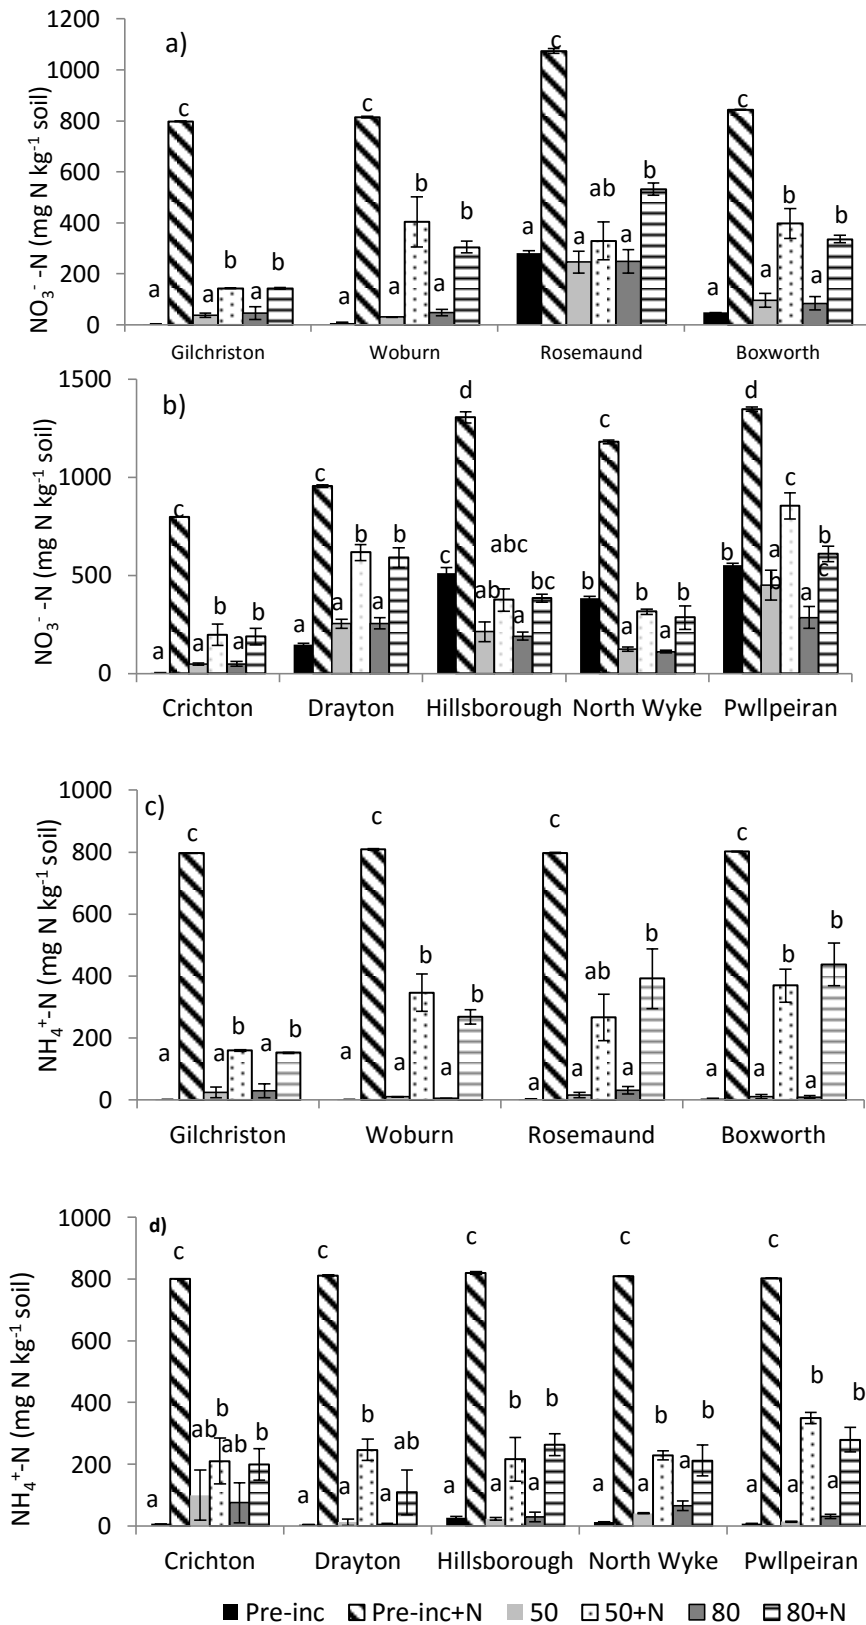 a)
NO3- -N (mg N kg-1 soil)
1200
1000
800
600
400
200
0
a c a b a b
a c a b a b
a c a ab a b
a c a b a b
Gilchriston Woburn Rosemaund Boxworth
b)
NO3- -N (mg N kg-1 soil)
1500
1000
500
0
a c a b a b
a c a b a b
c d ab abc a bc
b c a b a b
b d a b c a b c
Crichton Drayton Hillsborough North Wyke Pwllpeiran
c)
NH4+-N (mg N kg-1 soil)
1000
800
600
400
200
0
a c a b a b
a c a b a b
a c a ab a b
a c a b a b
Gilchriston Woburn Rosemaund Boxworth
d)
NH4+-N (mg N kg-1 soil)
1000
800
600
400
200
0
a c ab b ab b
a c a b a ab
a c a b a b
a c a b a b
a c a b a b
Crichton Drayton Hillsborough North Wyke Pwllpeiran
Pre-inc Pre-inc+N 50 50+N 80 80+N